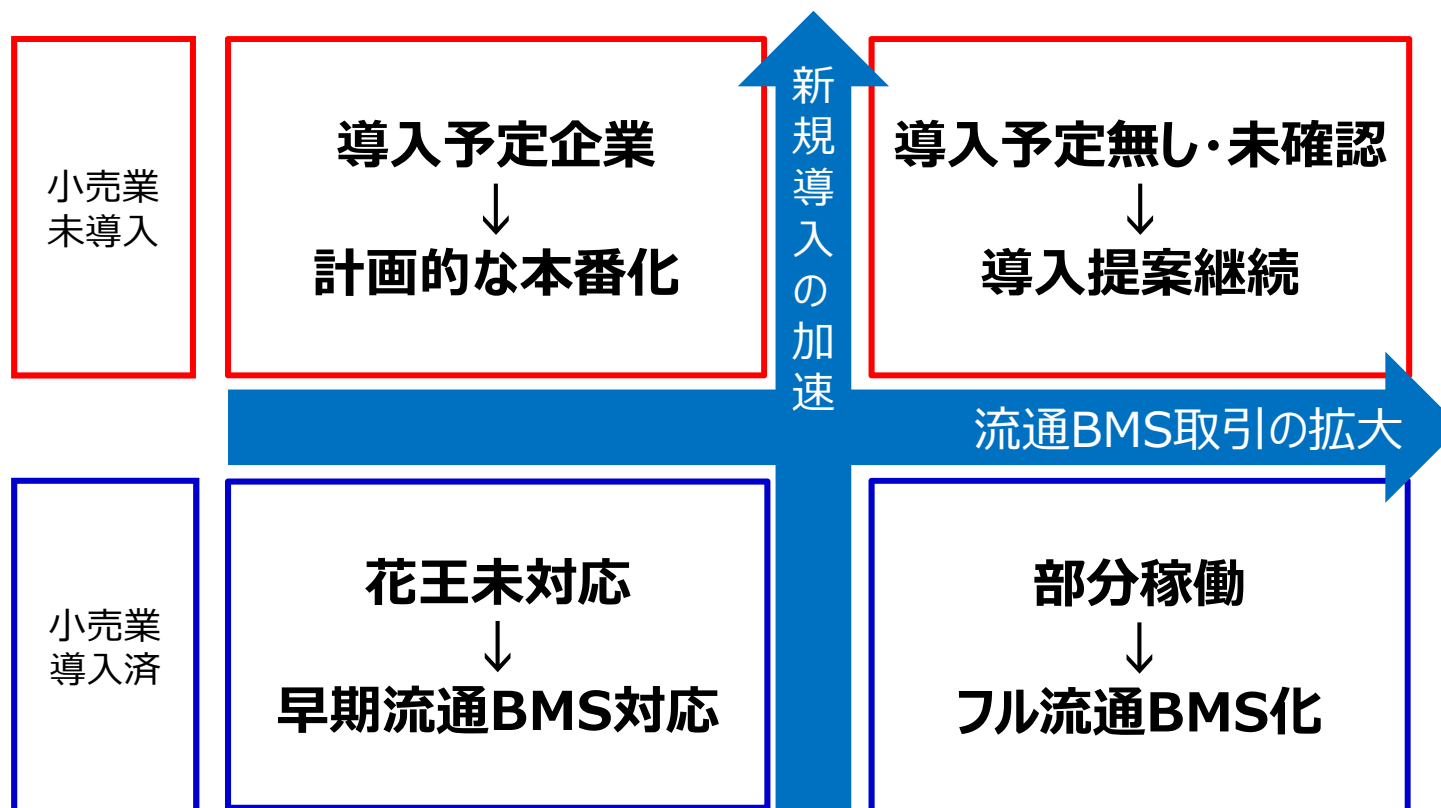 小売業
未導入
導入予定企業
↓
計画的な本番化
新規導入の加速
導入予定無し・未確認
↓
導入提案継続
流通BMS取引の拡大
小売業
導入済
花王未対応
↓
早期流通BMS対応
部分稼働
↓
フル流通BMS化